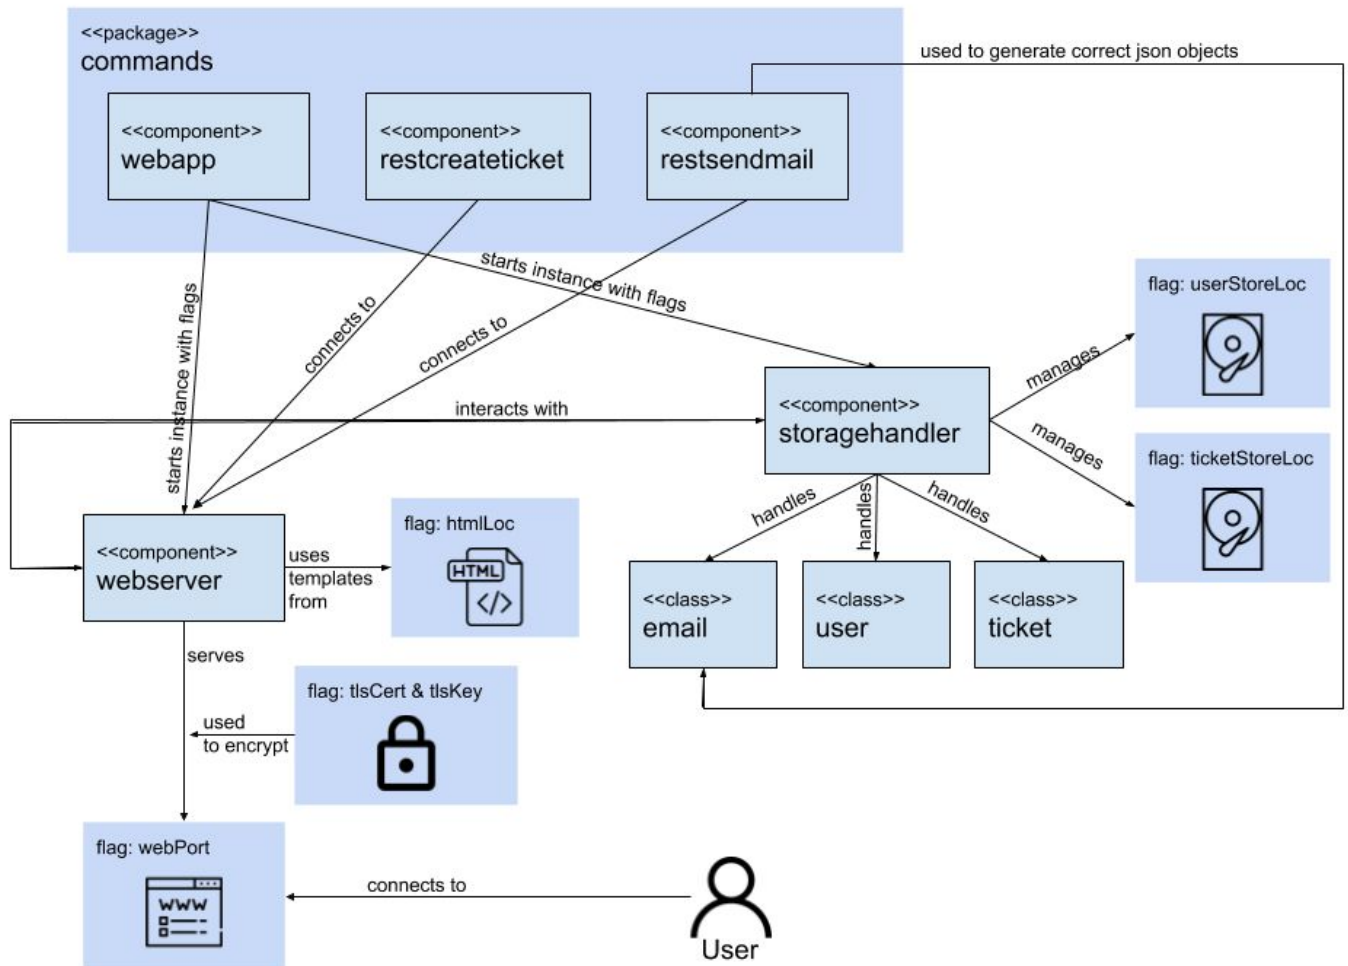 <<package>>
commands
used to generate correct json objects
<<component>>
webapp
<<component>>
restcreateticket
<<component>>
restsendmail
starts instance with flags
connects to
connects to
starts instance with flags
flag: userStoreLoc
manages
interacts with
<<component>>
storagehandler
manages
flag: ticketStoreLoc
handles
handles
handles
<<component>>
webserver
uses
templates
from
flag: htmlLoc
HTML
</>
<<class>>
email
<<class>>
user
<<class>>
ticket
serves
flag: tlsCert & tlsKey
used
to encrypt
flag: webPort
WWW
connects to
User